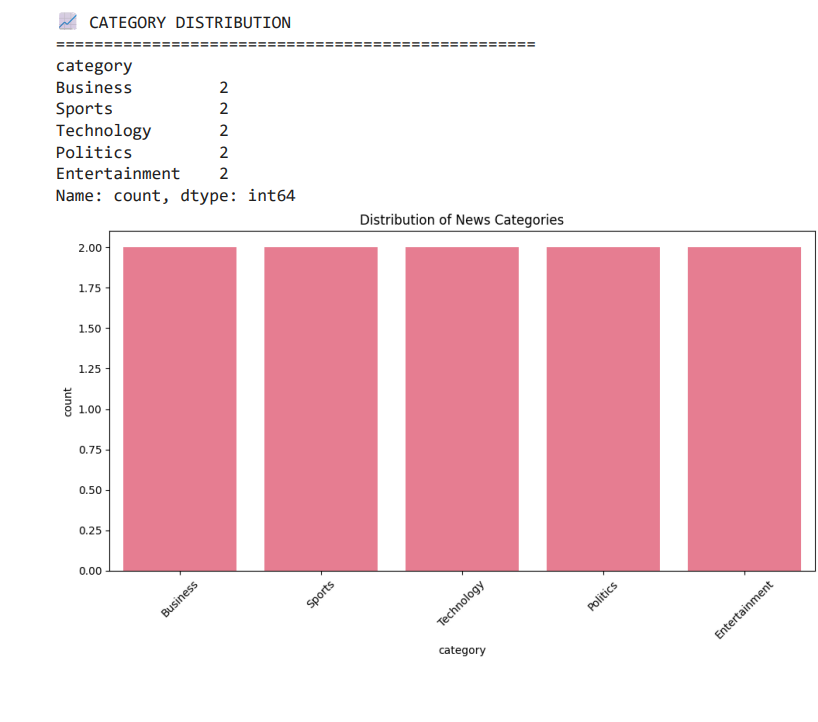 📈 CATEGORY DISTRIBUTION
==================================================
category
Business 2
Sports 2
Technology 2
Politics 2
Entertainment 2
Name: count, dtype: int64
Distribution of News Categories
2.00
1.75
1.50
1.25
1.00
0.75
0.50
0.25
0.00
count
Business
Sports
Technology
Politics
Entertainment
category